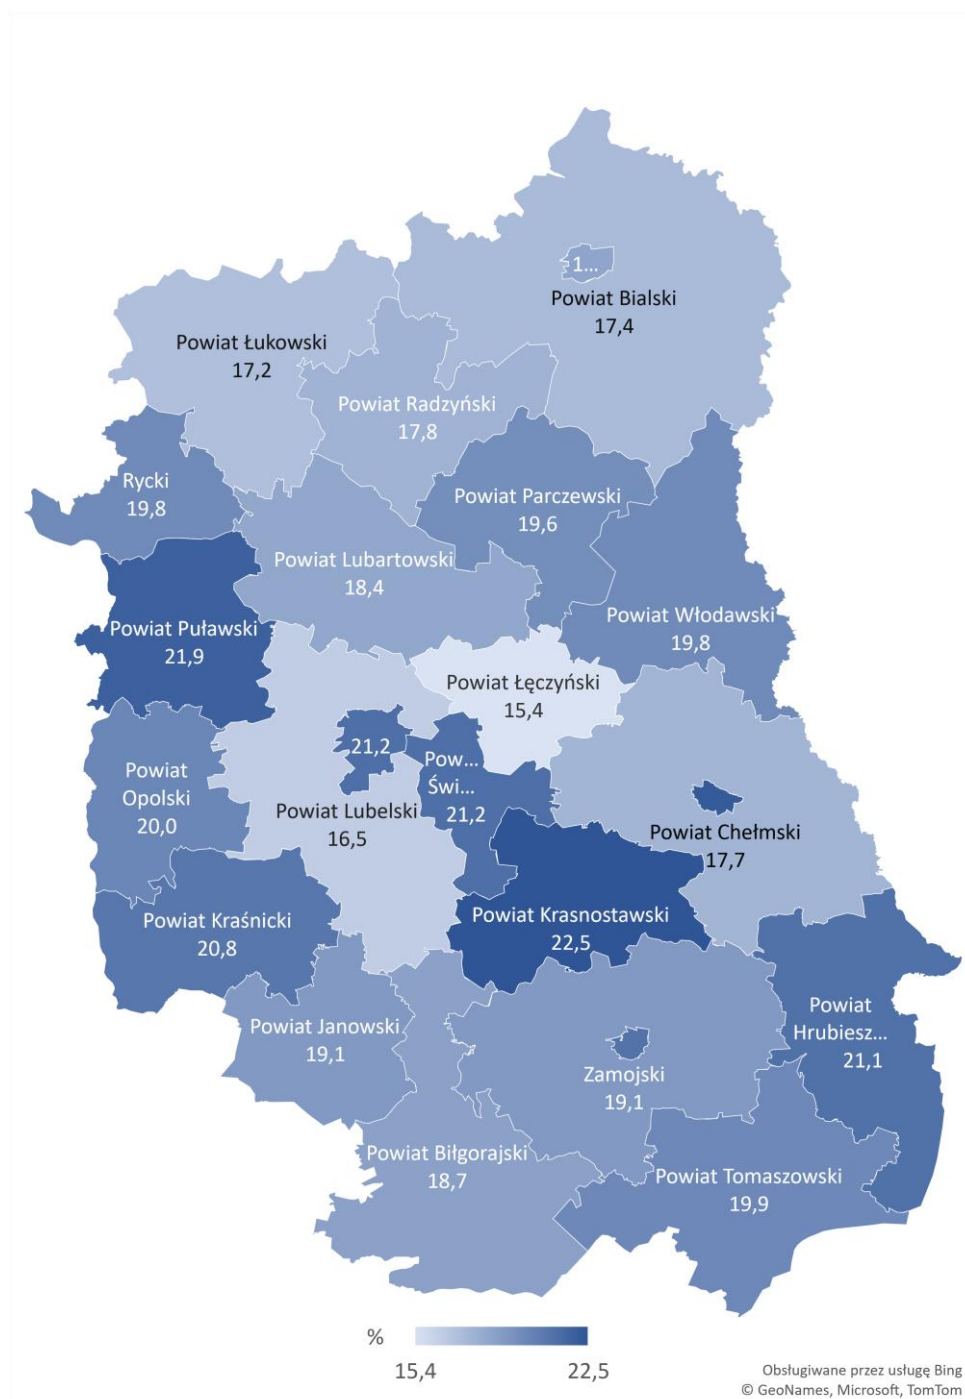 1...
Powiat Bialski
17,4
Powiat Łukowski
17,2
Powiat Radzyński
17,8
Rycki
19,8
Powiat Parczewski
19,6
Powiat Lubartowski
18,4
Powiat Włodawski
19,8
Powiat Puławski
21,9
Powiat Łęczyński
15,4
21,2
Pow...
Świ...
21,2
Powiat
Opolski
20,0
Powiat Lubelski
16,5
Powiat Chełmski
17,7
Powiat Kraśnicki
20,8
Powiat Krasnostawski
22,5
Powiat
Hrubiesz...
21,1
Powiat Janowski
19,1
Zamojski
19,1
Powiat Biłgorajski
18,7
Powiat Tomaszowski
19,9
%
15,4
22,5
Obsługiwane przez usługę Bing
© GeoNames, Microsoft, TomTom